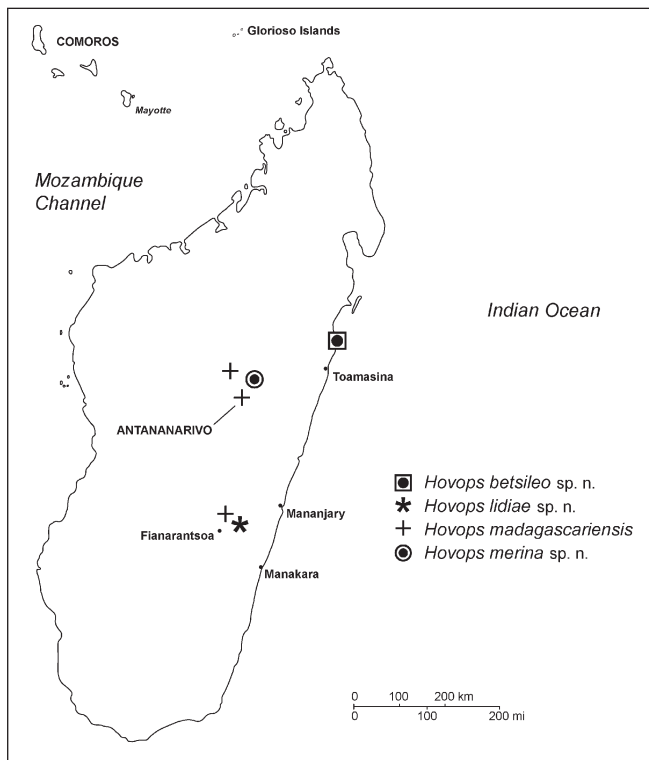 COMOROS
Glorioso Islands
Mayotte
Mozambique
Channel
Indian Ocean
Toamasina
ANTANANARIVO
Hovops betsileo sp. n.
Hovops lidiae sp. n.
Hovops madagascariensis
Hovops merina sp. n.
Mananjary
Fianarantsoa
Manakara
0 100 200 km
0 100 200 mi